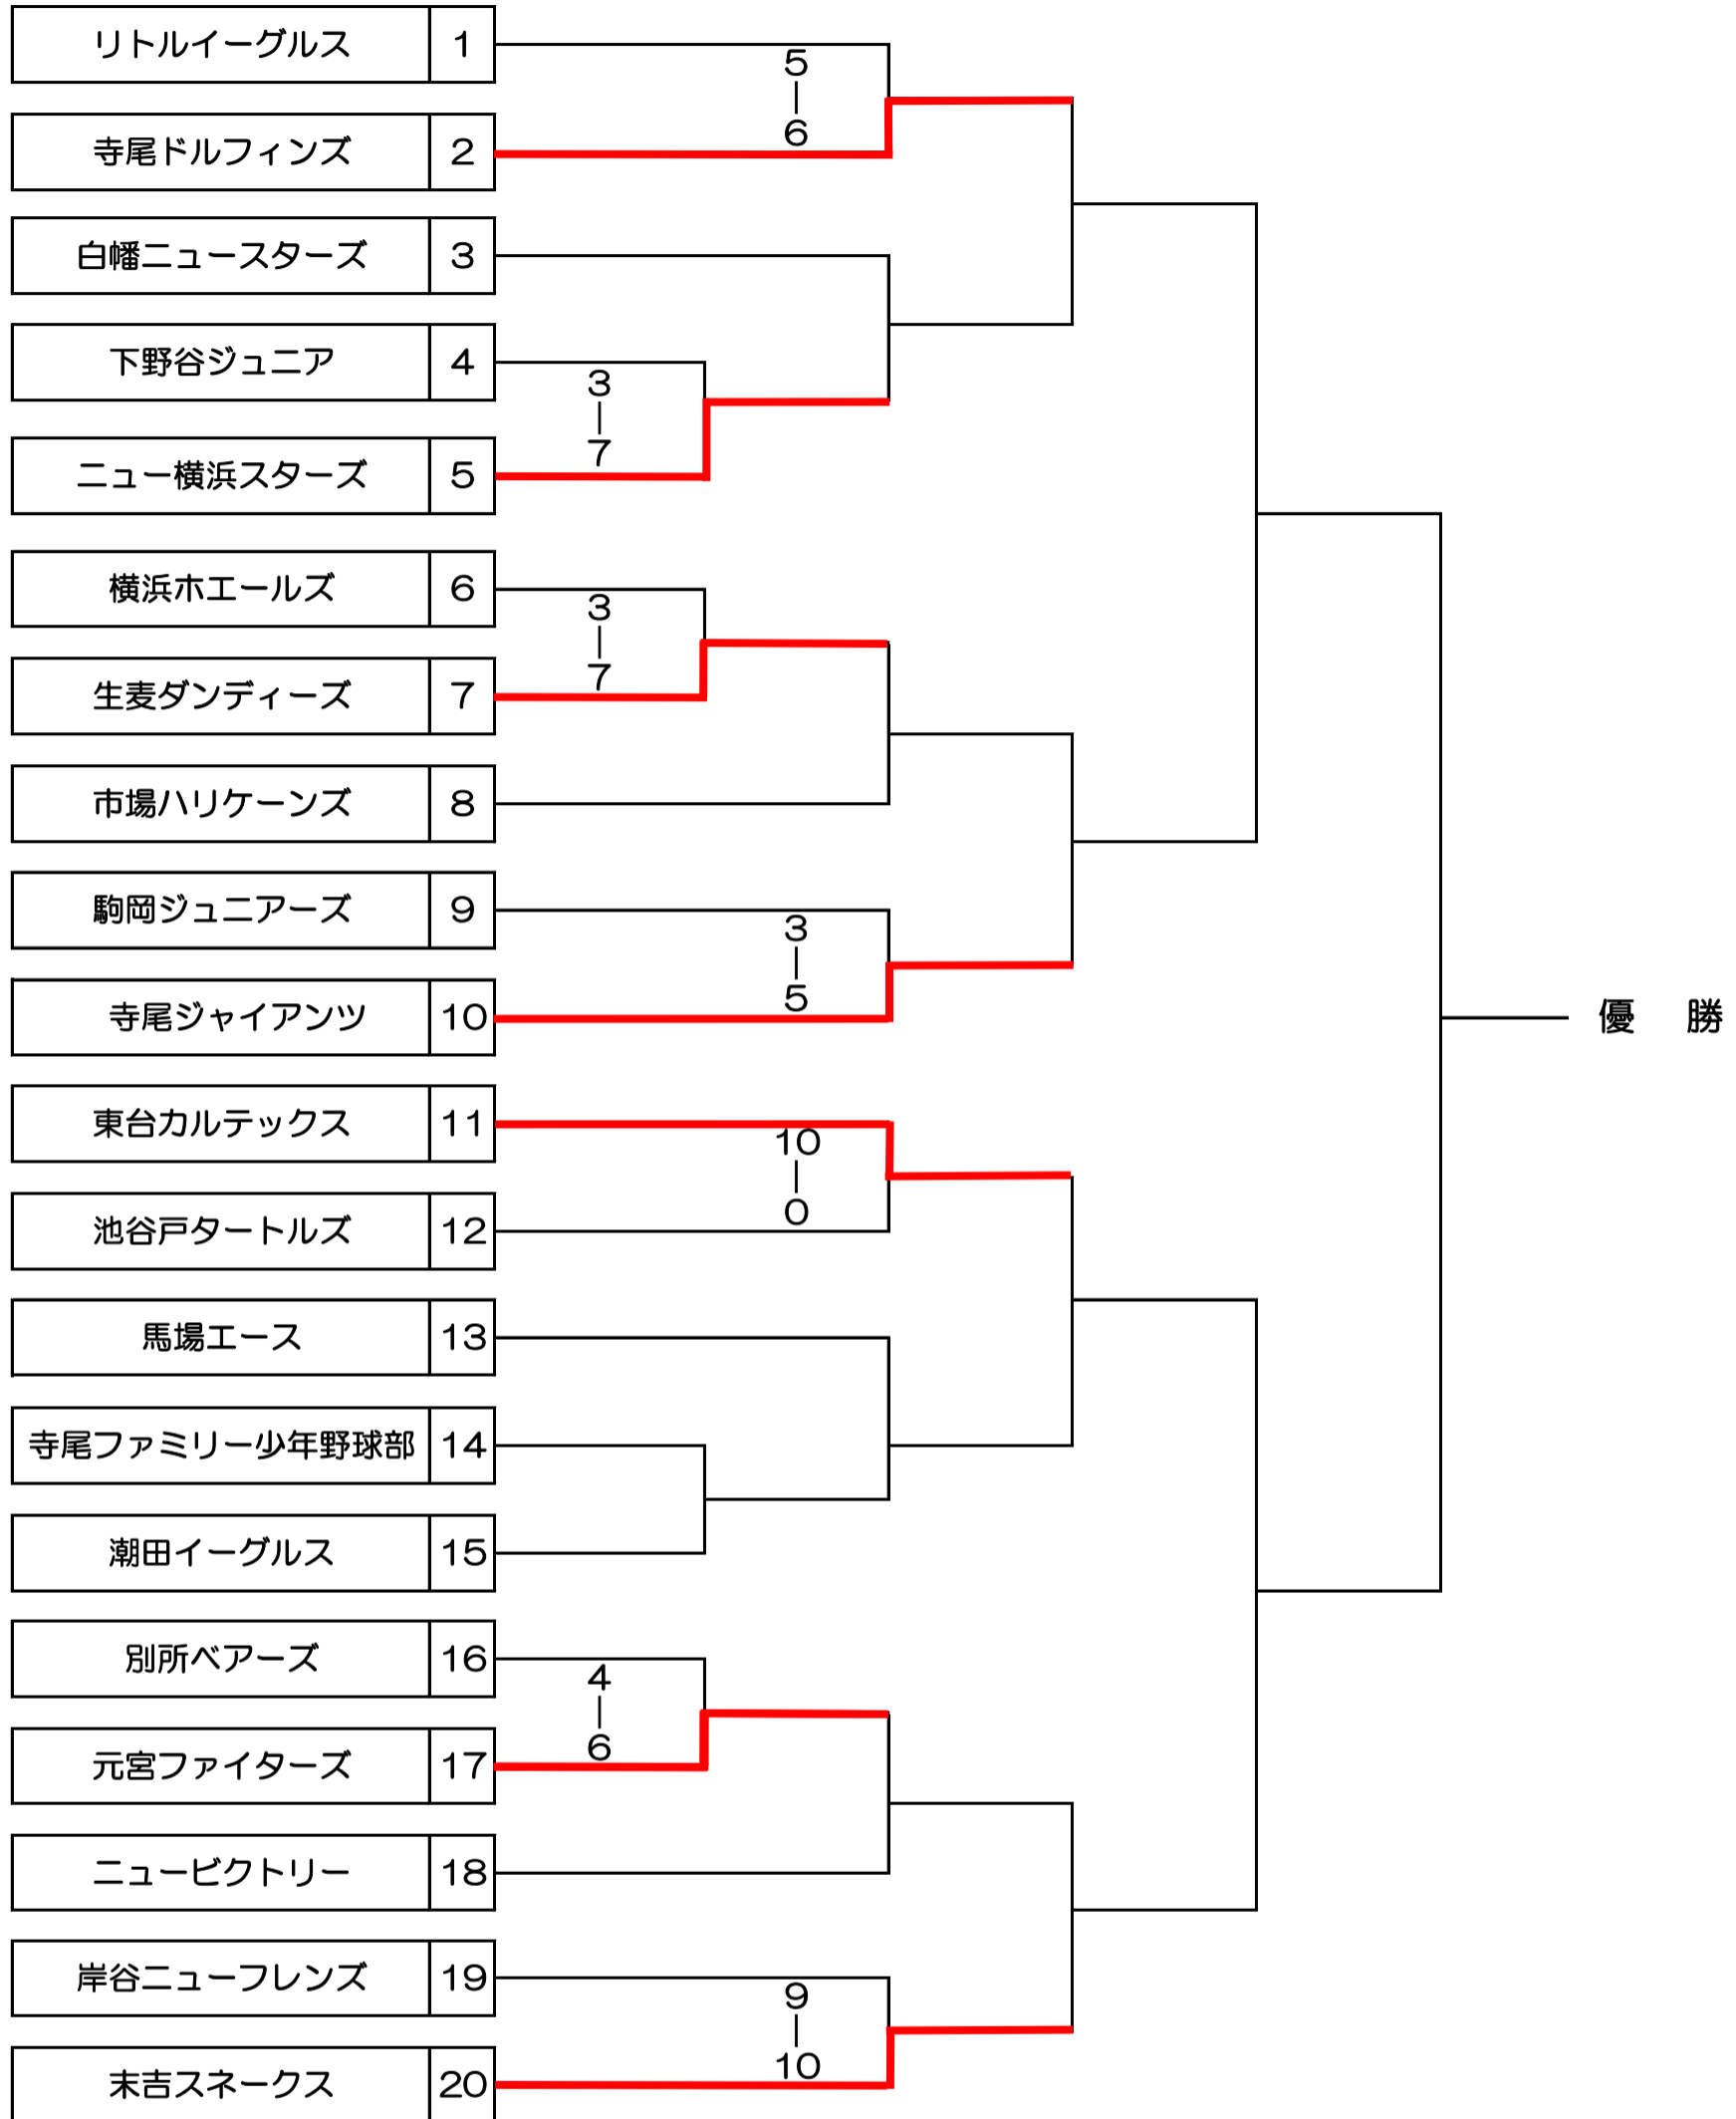 リトルイーグルス 1
5
|
6
寺尾ドルフィンズ 2
白幡ニュースターズ 3
下野谷ジュニア 4
3
|
7
ニュー横浜スターズ 5
横浜ホエールズ 6
3
|
7
生麦ダンディーズ 7
市場ハリケーンズ 8
駒岡ジュニアーズ 9
3
|
5
寺尾ジャイアンツ 10
優　勝
東台カルテックス 11
10
|
0
池谷戸タートルズ 12
馬場エース 13
寺尾ファミリー少年野球部 14
潮田イーグルス 15
別所ベアーズ 16
4
|
6
元宮ファイターズ 17
ニュービクトリー 18
岸谷ニューフレンズ 19
9
|
10
末吉スネークス 20